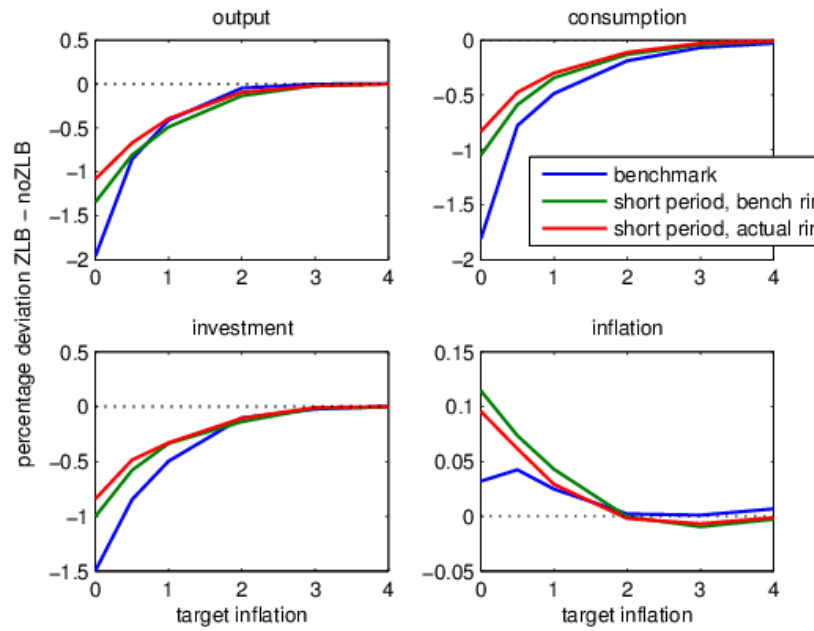 output
consumption
0.5
0
−0.5
−1
−1.5
−2
0 1 2 3 4
0
−0.5
−1
−1.5
−2
0 1 2 3 4
benchmark
short period, bench rin
short period, actual rin
percentage deviation ZLB − noZLB
investment
inflation
0.5
0
−0.5
−1
−1.5
0 1 2 3 4
target inflation
0.15
0.1
0.05
0
−0.05
0 1 2 3 4
target inflation